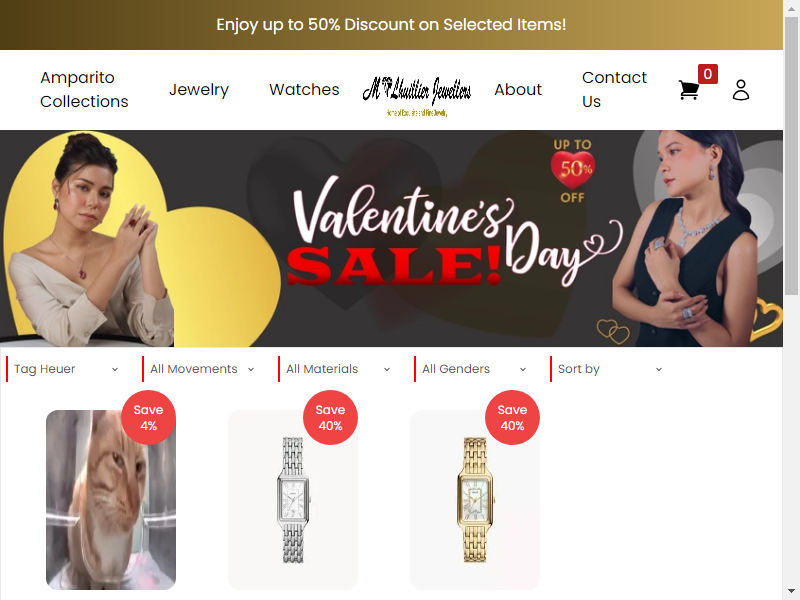 Enjoy up to 50% Discount on Selected Items!
Amparito
Collections
Jewelry
Watches
M Lhuillier Jewellers
About
Contact
Us
0
UP TO
50%
OFF
Valentine's
Day
SALE!
Tag Heuer
All Movements
All Materials
All Genders
Sort by
Save
4%
Save
40%
Save
40%